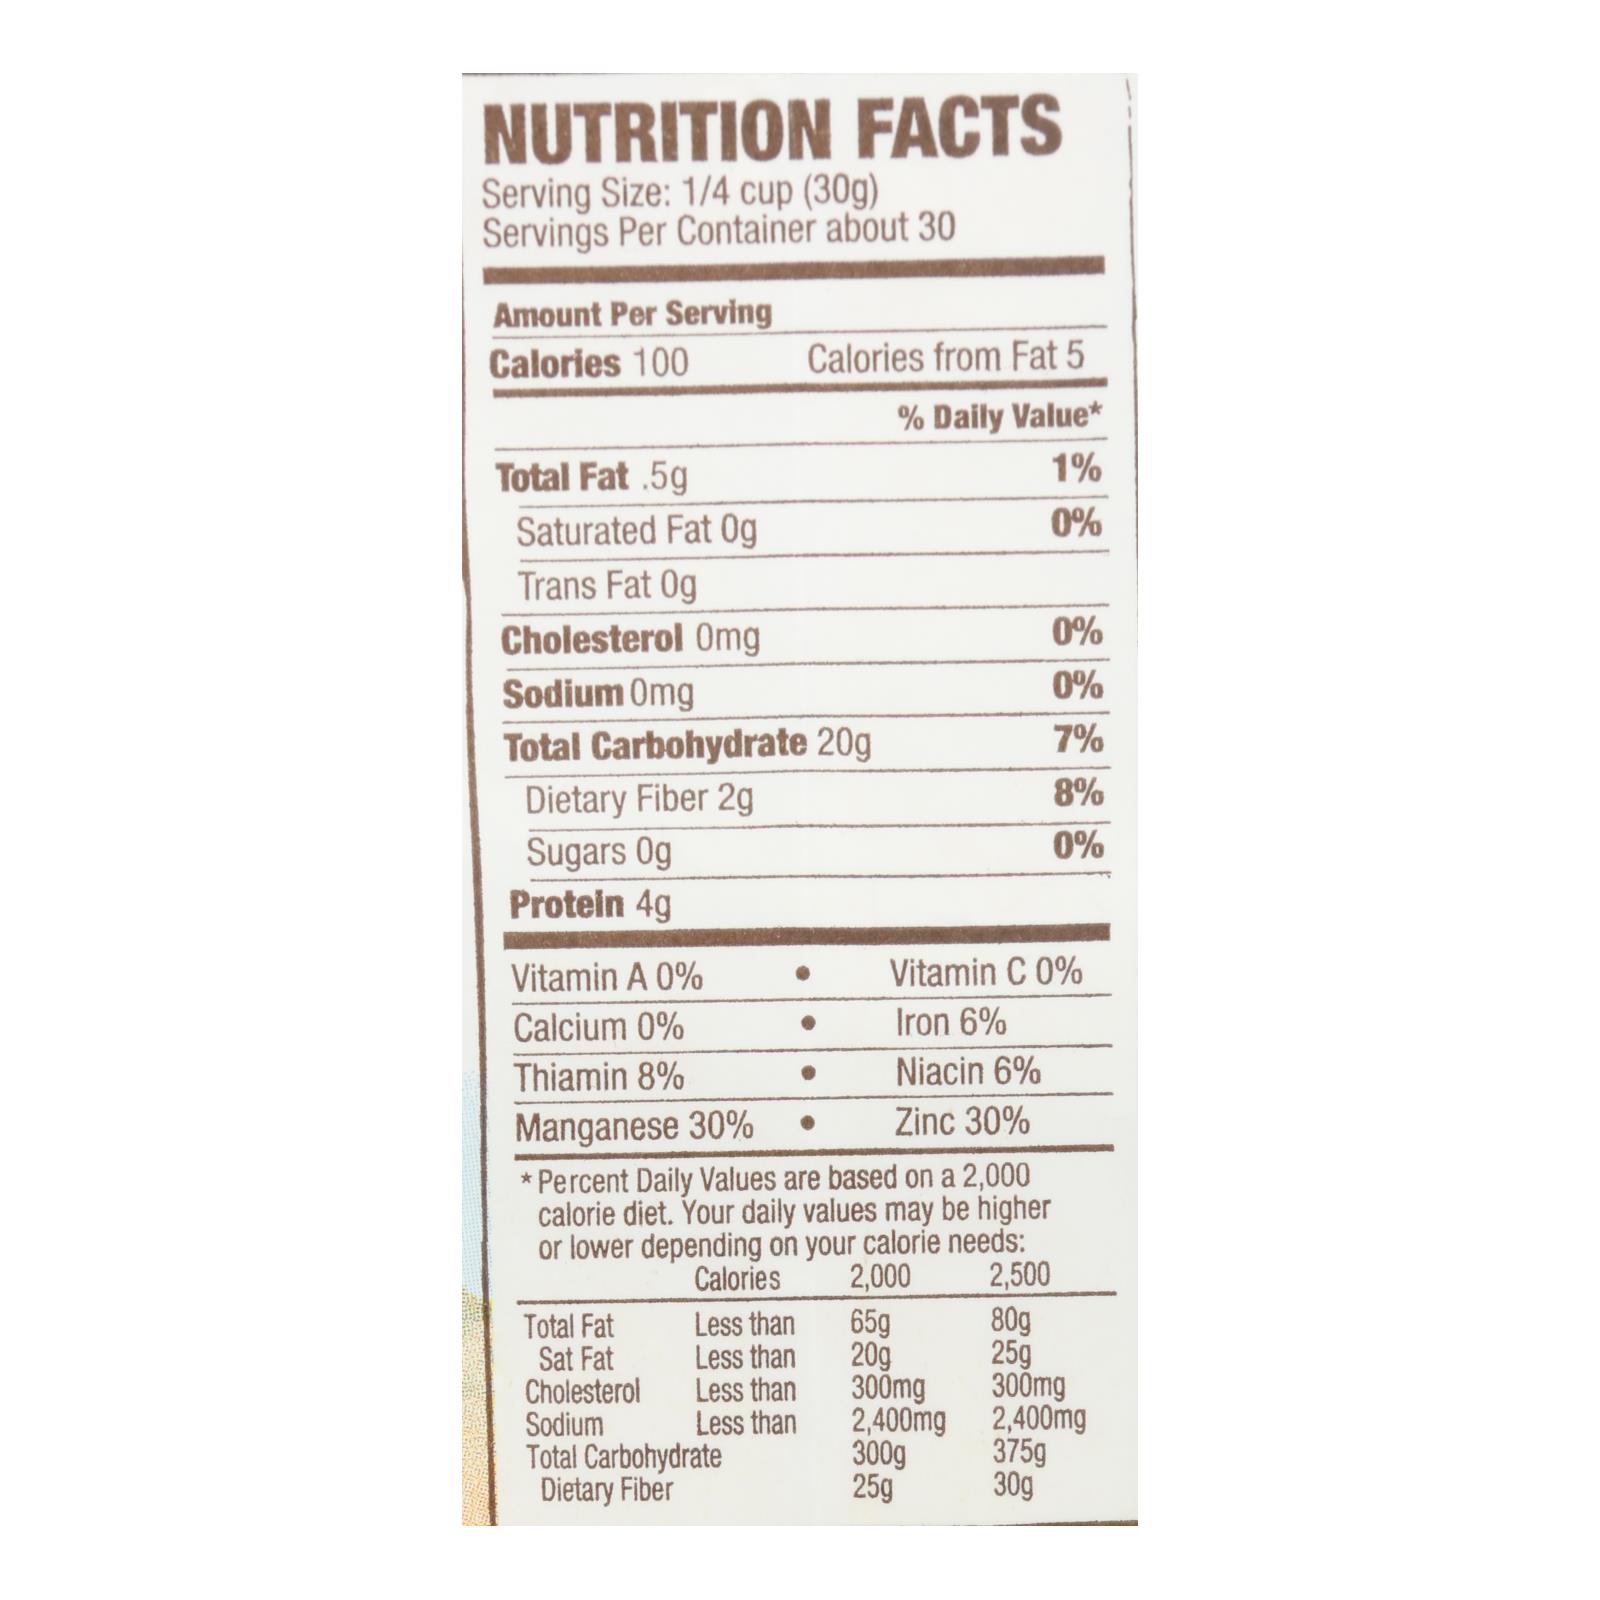 NUTRITION FACTS
Serving Size: 1/4 cup (30g)
Servings Per Container about 30
Amount Per Serving
Calories 100 Calories from Fat 5
% Daily Value*
Total Fat .5g 1%
Saturated Fat 0g 0%
Trans Fat 0g
Cholesterol 0mg 0%
Sodium 0mg 0%
Total Carbohydrate 20g 7%
Dietary Fiber 2g 8%
Sugars 0g 0%
Protein 4g
Vitamin A 0% • Vitamin C 0%
Calcium 0% • Iron 6%
Thiamin 8% • Niacin 6%
Manganese 30% • Zinc 30%
* Percent Daily Values are based on a 2,000
calorie diet. Your daily values may be higher
or lower depending on your calorie needs:
Calories 2,000 2,500
Total Fat Less than 65g 80g
Sat Fat Less than 20g 25g
Cholesterol Less than 300mg 300mg
Sodium Less than 2,400mg 2,400mg
Total Carbohydrate 300g 375g
Dietary Fiber 25g 30g